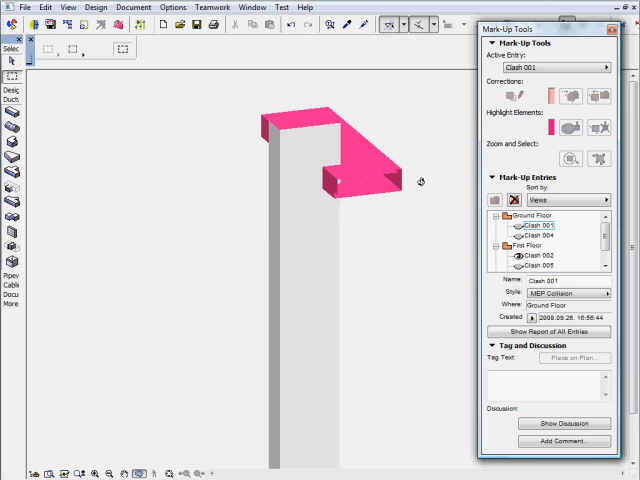 File Edit View Design Document Options Teamwork Window Test Help
Selec
Desig
Duct
Pipew
Cabli
Docu
More
Mark-Up Tools
Mark-Up Tools
Active Entry:
Clash 001
Corrections:
Highlight Elements:
Zoom and Select:
Mark-Up Entries
Sort by:
Views
Ground Floor
Clash 001
Clash 004
First Floor
Clash 002
Clash 005
Name: Clash 001
Style: MEP Collision
Where: Ground Floor
Created 2008.09.26. 16:56:44
Show Report of All Entries
Tag and Discussion
Tag Text: Place on Plan...
Discussion:
Show Discussion
Add Comment...